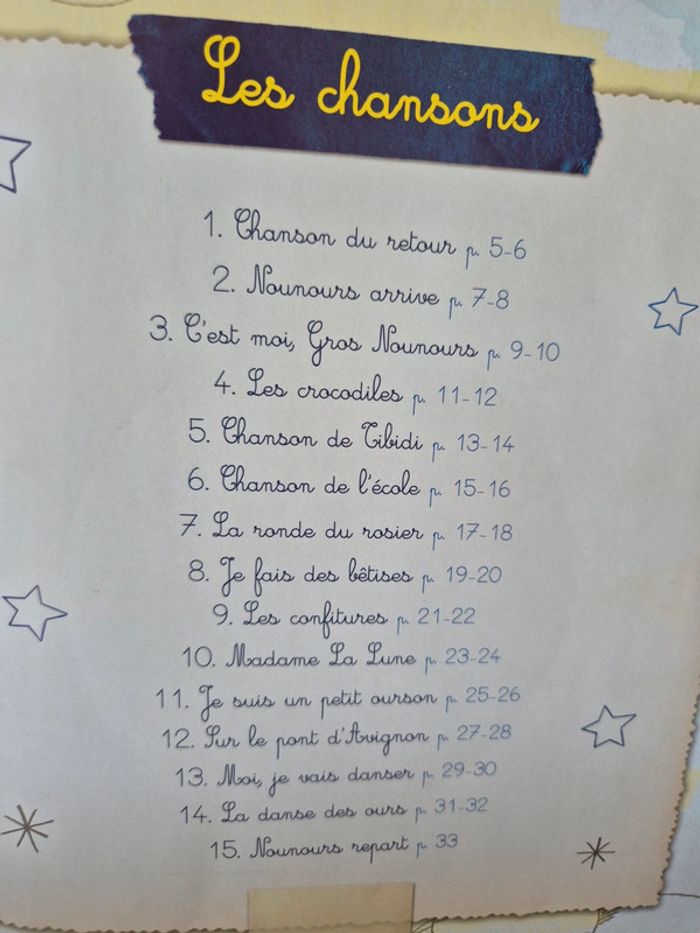 Les chansons
1. Chanson du retour p. 5-6
2. Nounours arrive p. 7-8
3. C'est moi, Gros Nounours p. 9-10
4. Les crocodiles p. 11-12
5. Chanson de Tibidi p. 13-14
6. Chanson de l'école p. 15-16
7. La ronde du rosier p. 17-18
8. Je fais des bêtises p. 19-20
9. Les confitures p. 21-22
10. Madame La Lune p. 23-24
11. Je suis un petit ourson p. 25-26
12. Sur le pont d'Avignon p. 27-28
13. Moi, je vais danser p. 29-30
14. La danse des ours p. 31-32
15. Nounours repart p. 33